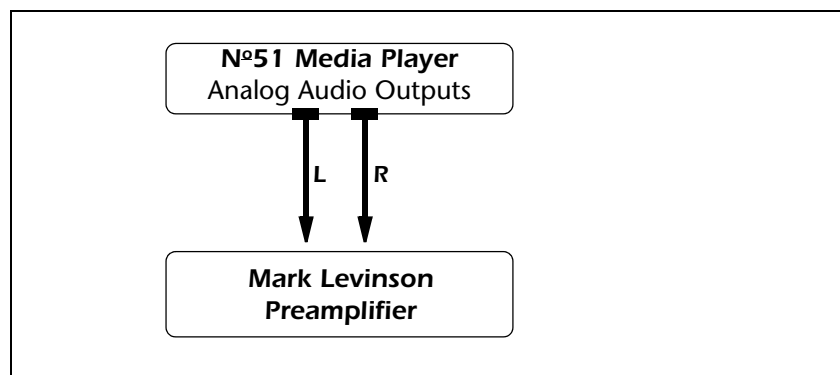 Nº51 Media Player
Analog Audio Outputs
L R
Mark Levinson
Preamplifier